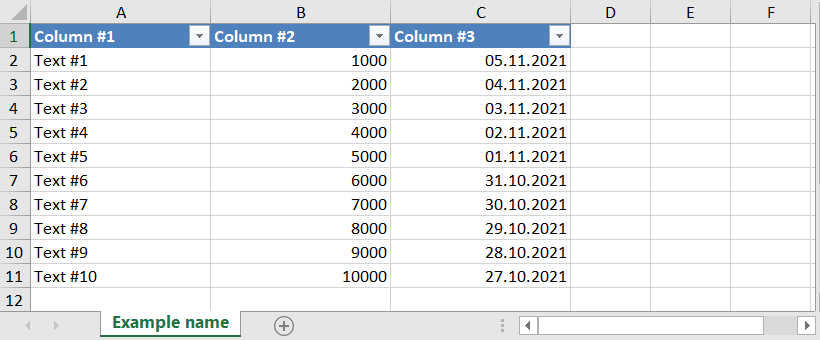 A B C D E F
1 Column #1 Column #2 Column #3
2 Text #1 1000 05.11.2021
3 Text #2 2000 04.11.2021
4 Text #3 3000 03.11.2021
5 Text #4 4000 02.11.2021
6 Text #5 5000 01.11.2021
7 Text #6 6000 31.10.2021
8 Text #7 7000 30.10.2021
9 Text #8 8000 29.10.2021
10 Text #9 9000 28.10.2021
11 Text #10 10000 27.10.2021
12
Example name